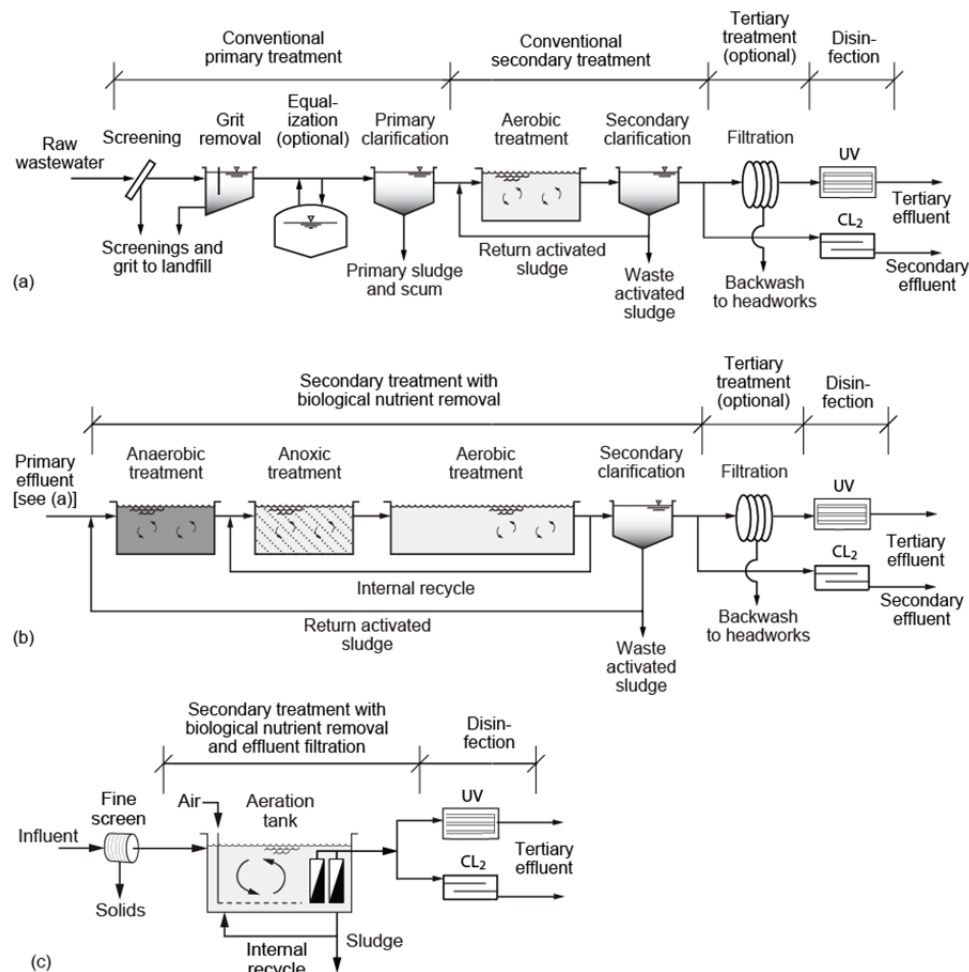 Conventional
primary treatment
Conventional
secondary treatment
Tertiary
treatment
(optional)
Disin-
fection
Raw
wastewater
Screening
Grit
removal
Equal-
ization
(optional)
Primary
clarification
Aerobic
treatment
Secondary
clarification
Filtration
UV
Tertiary
effluent
CL2
Secondary
effluent
Screenings and
grit to landfill
Primary sludge
and scum
Return activated
sludge
Waste
activated
sludge
Backwash
to headworks
(a)
Secondary treatment with
biological nutrient removal
Tertiary
treatment
(optional)
Disin-
fection
Primary
effluent
[see (a)]
Anaerobic
treatment
Anoxic
treatment
Aerobic
treatment
Secondary
clarification
Filtration
UV
Tertiary
effluent
CL2
Secondary
effluent
Internal recycle
Return activated
sludge
Waste
activated
sludge
Backwash
to headworks
(b)
Secondary treatment with
biological nutrient removal
and effluent filtration
Disin-
fection
Influent
Fine
screen
Air
Aeration
tank
UV
CL2
Tertiary
effluent
Solids
Internal
recycle
Sludge
(c)